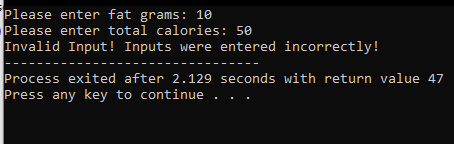 Please enter fat grams: 10
Please enter total calories: 50
Invalid Input! Inputs were entered incorrectly!
--------------------------------
Process exited after 2.129 seconds with return value 47
Press any key to continue . . .